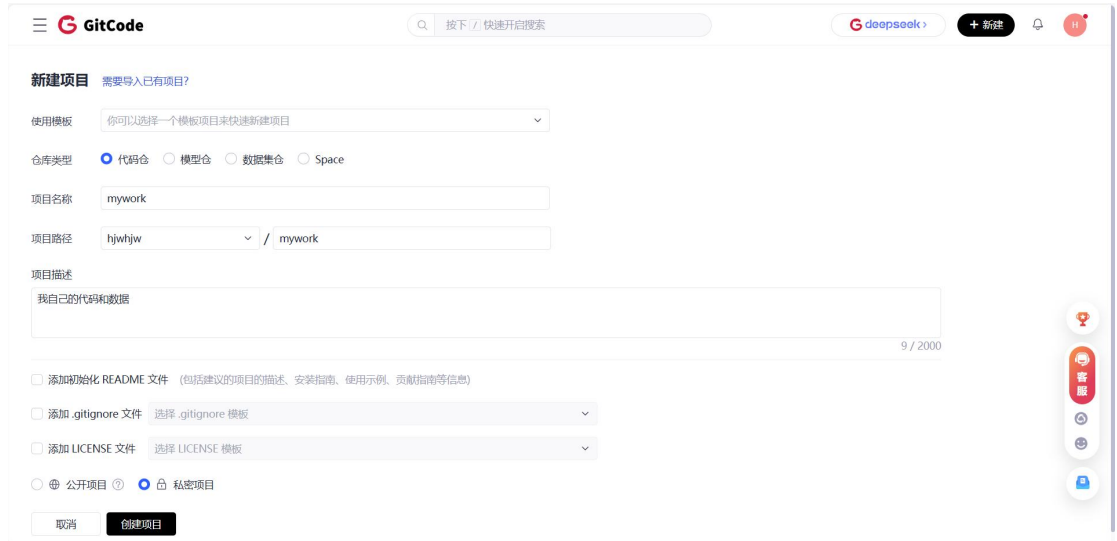 GitCode
按下 / 快速开启搜索
deepseek
+ 新建
H
新建项目 需要导入已有项目?
使用模板 你可以选择一个模板项目来快速新建项目
仓库类型 代码仓 模型仓 数据集仓 Space
项目名称 mywork
项目路径 hjwhjw / mywork
项目描述
我自己的代码和数据
9 / 2000
添加初始化 README 文件 (包括建议的项目的描述、安装指南、使用示例、贡献指南等信息)
添加 .gitignore 文件 选择 .gitignore 模板
添加 LICENSE 文件 选择 LICENSE 模板
公开项目 私密项目
取消 创建项目
客服